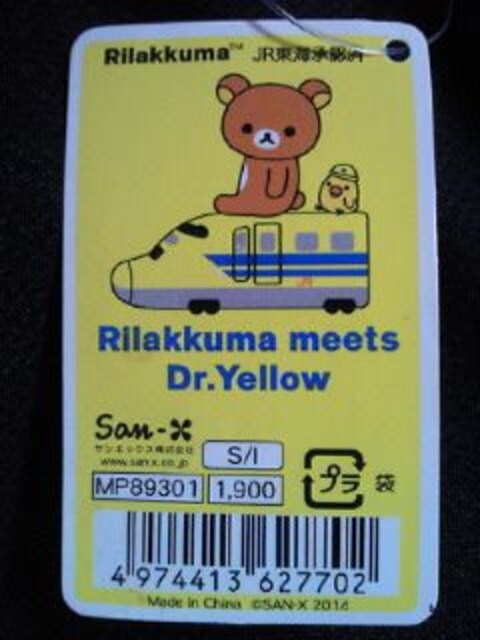 Rilakkuma™ JR東海承認済
JR
Rilakkuma meets
Dr.Yellow
San-X
サンエックス株式会社
www.san-x.co.jp
S/I
MP89301 1,900
プラ 袋
4 974413 627702
Made in China ©SAN-X 2014